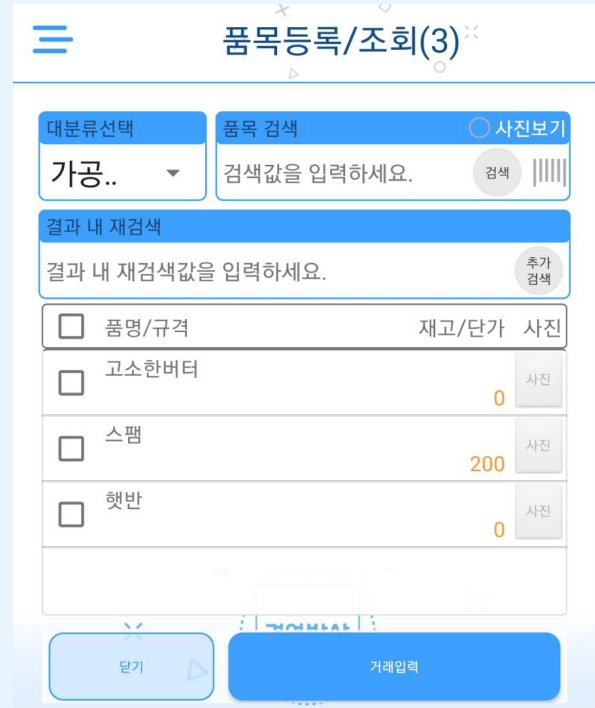 품목등록/조회(3)
대분류선택
품목 검색
사진보기
가공..
검색값을 입력하세요.
검색
결과 내 재검색
결과 내 재검색값을 입력하세요.
추가
검색
품명/규격 재고/단가 사진
고소한버터
0
사진
스팸
200
사진
햇반
0
사진
닫기
거래입력